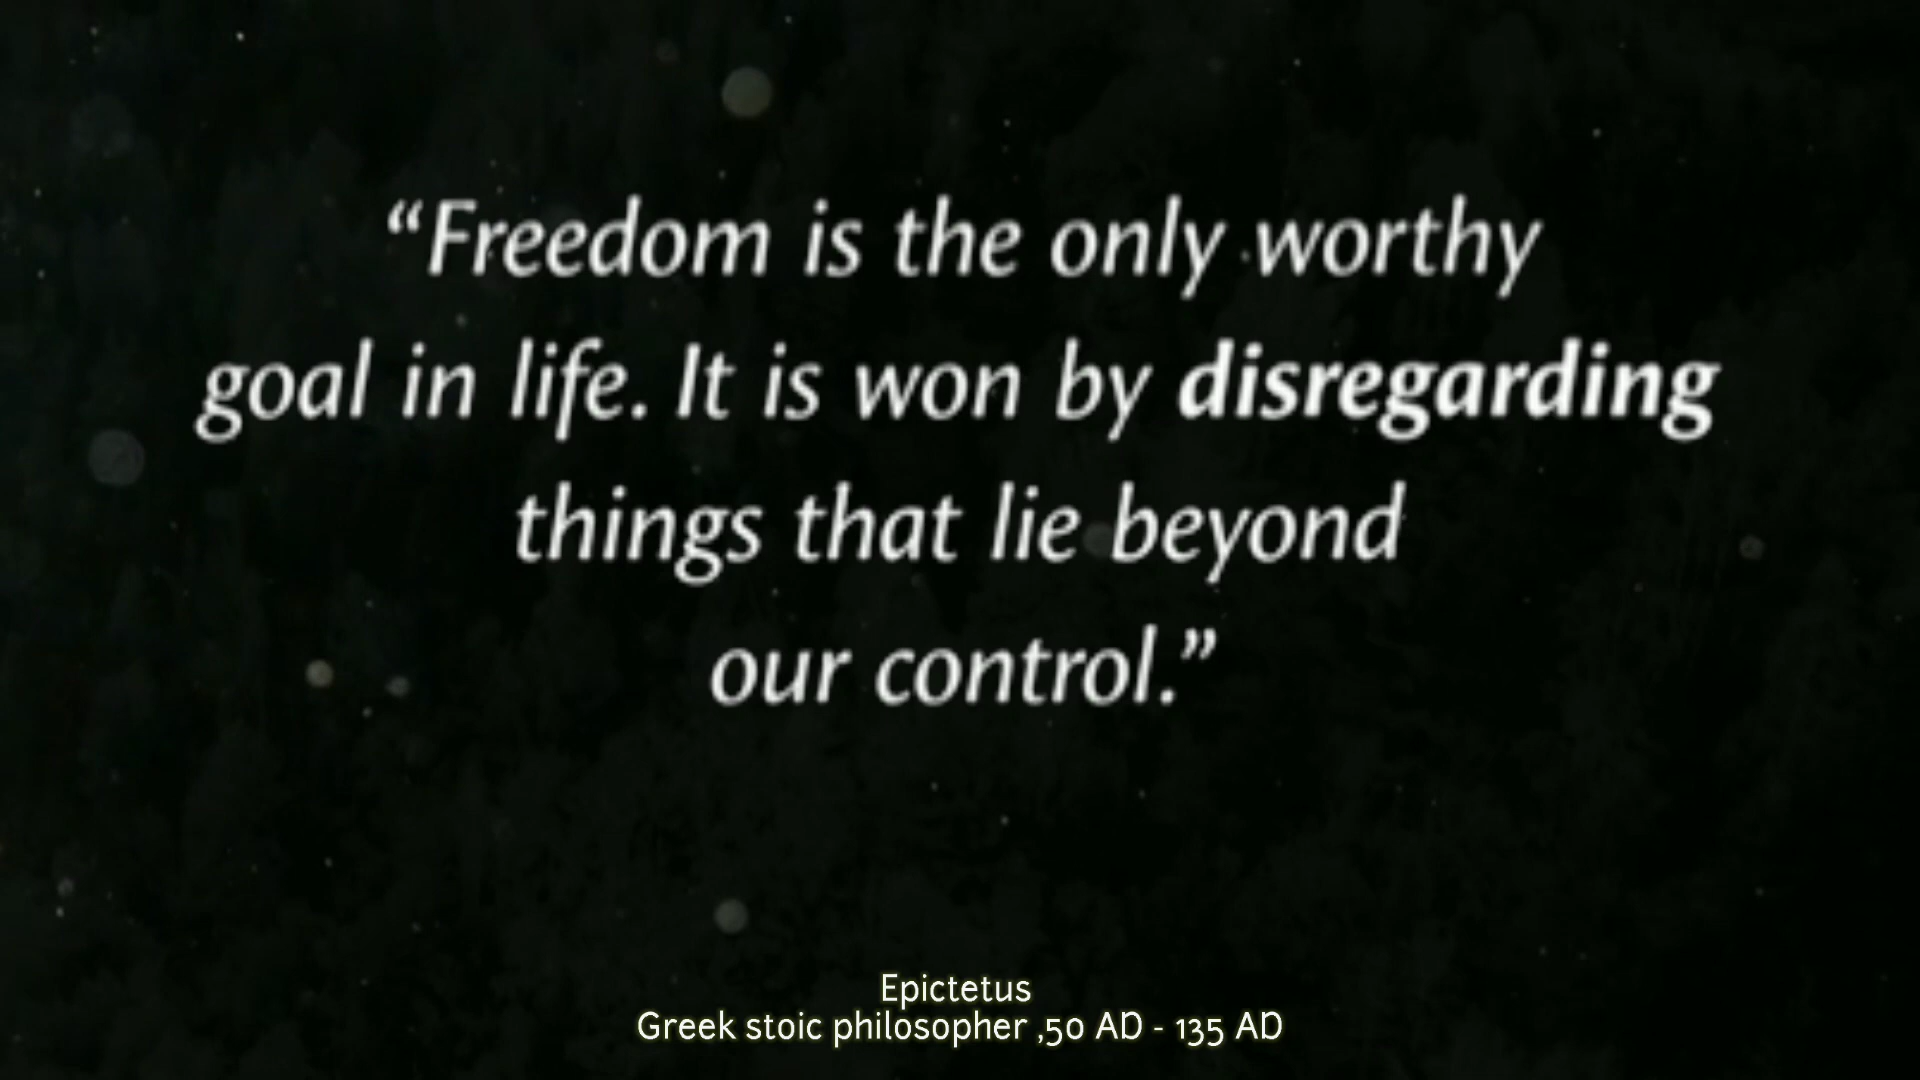 “Freedom is the only worthy
goal in life. It is won by disregarding
things that lie beyond
our control.”
Epictetus
Greek stoic philosopher ,50 AD - 135 AD